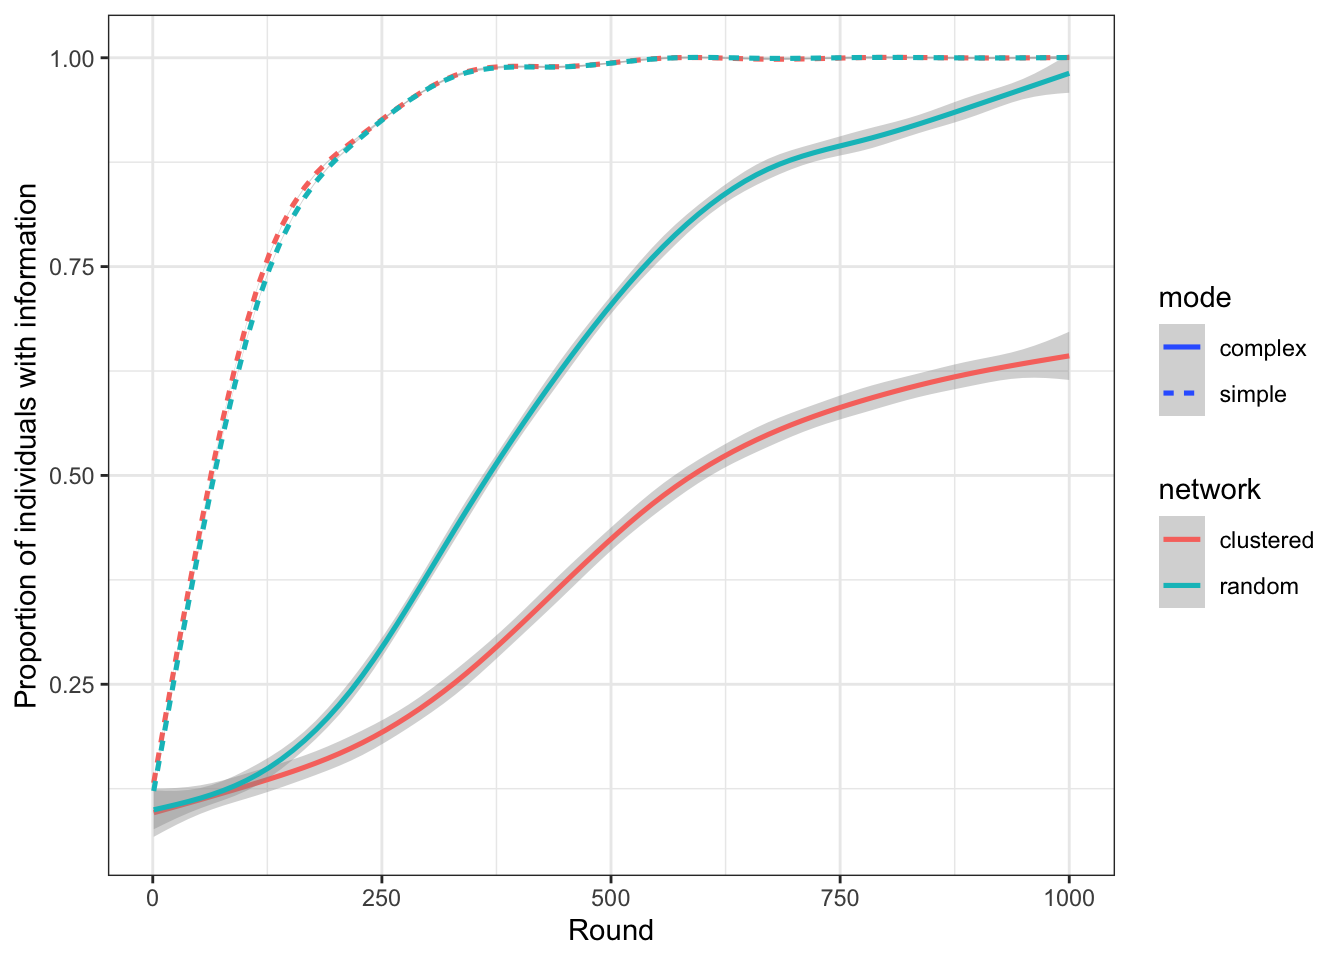 Proportion of individuals with information
1.00
0.75
0.50
0.25
0
250
500
750
1000
Round
mode
complex
simple
network
clustered
random